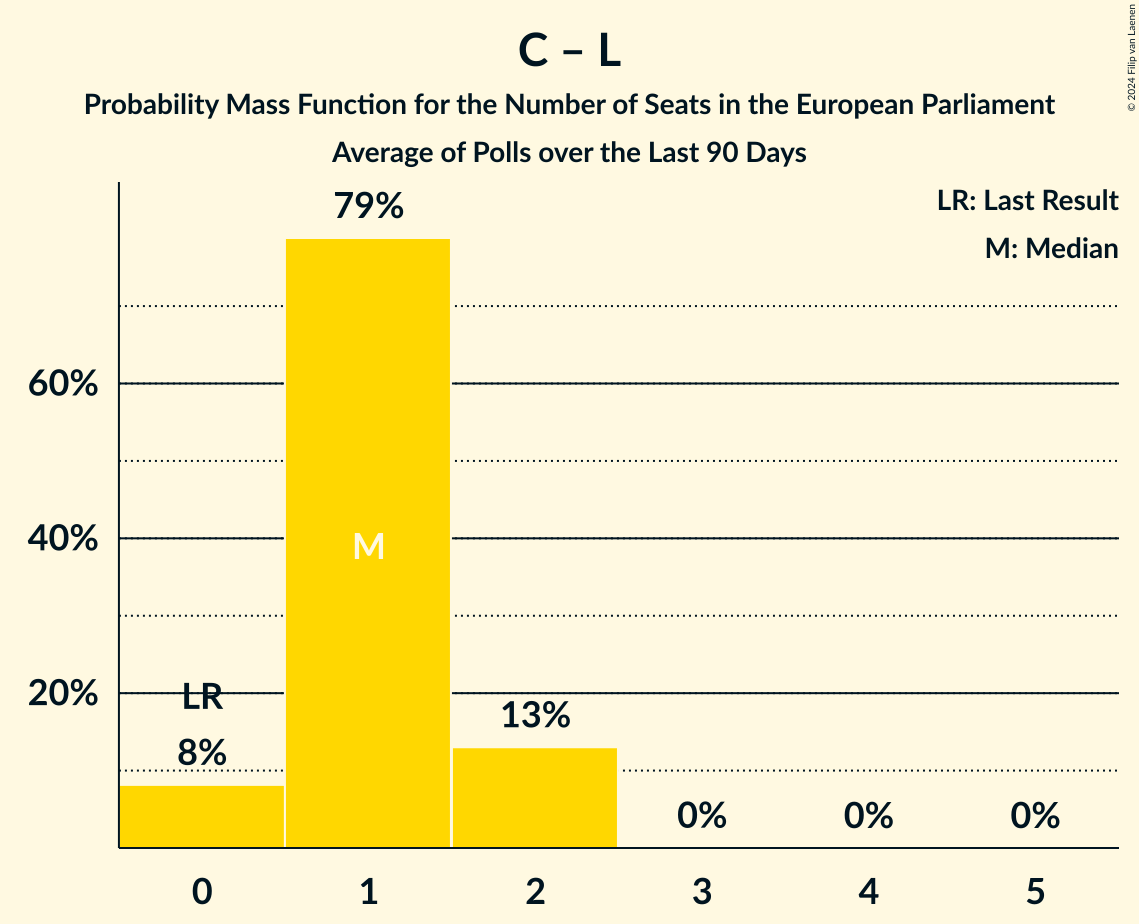 C – L
Probability Mass Function for the Number of Seats in the European Parliament
Average of Polls over the Last 90 Days
© 2024 Filip van Laenen
LR: Last Result
M: Median
79%
60%
40%
M
20%
LR
8%
13%
0%
0%
0%
0
1
2
3
4
5